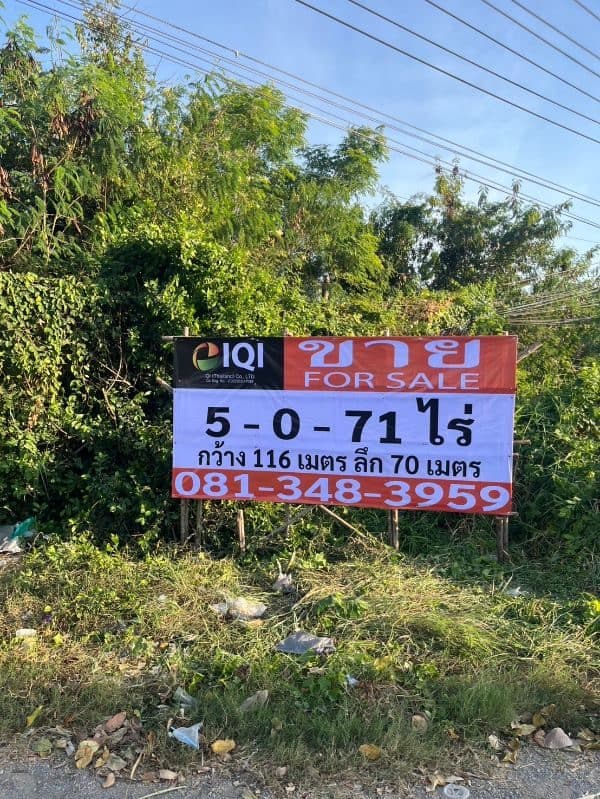 IQI
ขาย
FOR SALE
5 - 0 - 71 ไร่
กว้าง 116 เมตร ลึก 70 เมตร
081-348-3959